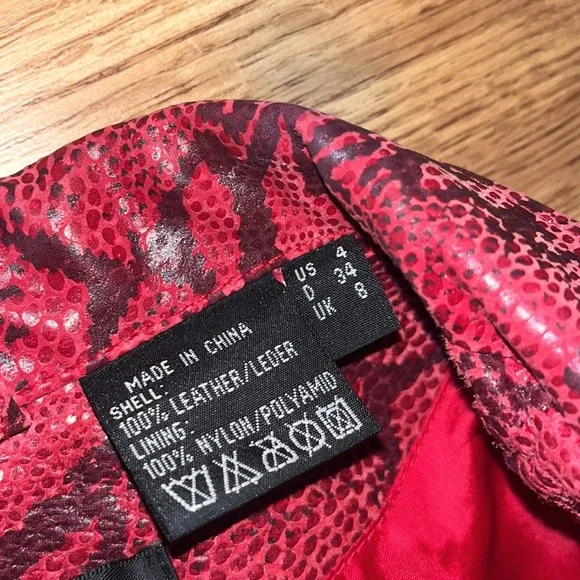 US 4
D 34
UK 8
MADE IN CHINA
SHELL:
100% LEATHER/LEDER
LINING:
100% NYLON/POLYAMID